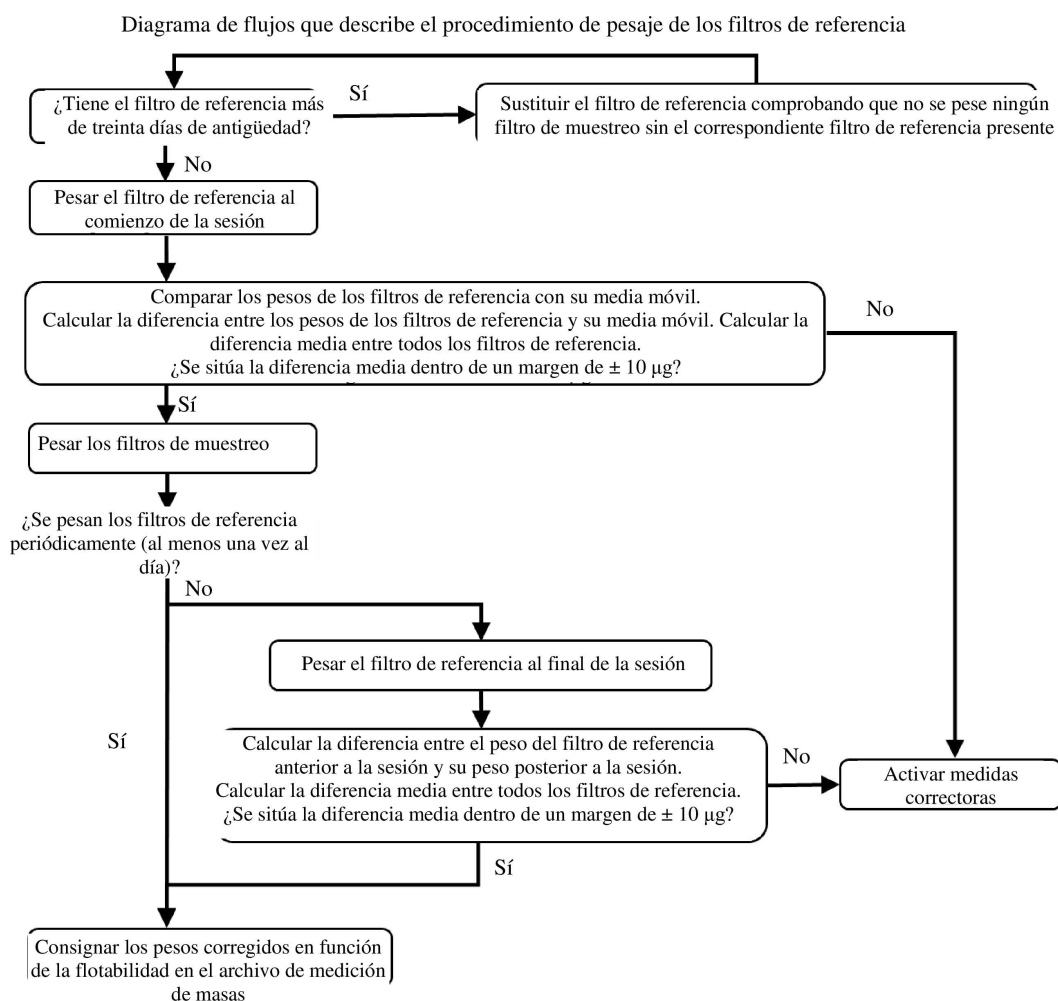 Diagrama de flujos que describe el procedimiento de pesaje de los filtros de referencia
¿Tiene el filtro de referencia más
de treinta días de antigüedad?
Sí
Sustituir el filtro de referencia comprobando que no se pese ningún
filtro de muestreo sin el correspondiente filtro de referencia presente
No
Pesar el filtro de referencia al
comienzo de la sesión
Comparar los pesos de los filtros de referencia con su media móvil.
Calcular la diferencia entre los pesos de los filtros de referencia y su media móvil. Calcular la
diferencia media entre todos los filtros de referencia.
¿Se sitúa la diferencia media dentro de un margen de ± 10 µg?
No
Sí
Pesar los filtros de muestreo
¿Se pesan los filtros de referencia
periódicamente (al menos una vez al
día)?
No
Pesar el filtro de referencia al final de la sesión
Sí
Calcular la diferencia entre el peso del filtro de referencia
anterior a la sesión y su peso posterior a la sesión.
Calcular la diferencia media entre todos los filtros de referencia.
¿Se sitúa la diferencia media dentro de un margen de ± 10 µg?
No
Activar medidas
correctoras
Sí
Consignar los pesos corregidos en función
de la flotabilidad en el archivo de medición
de masas